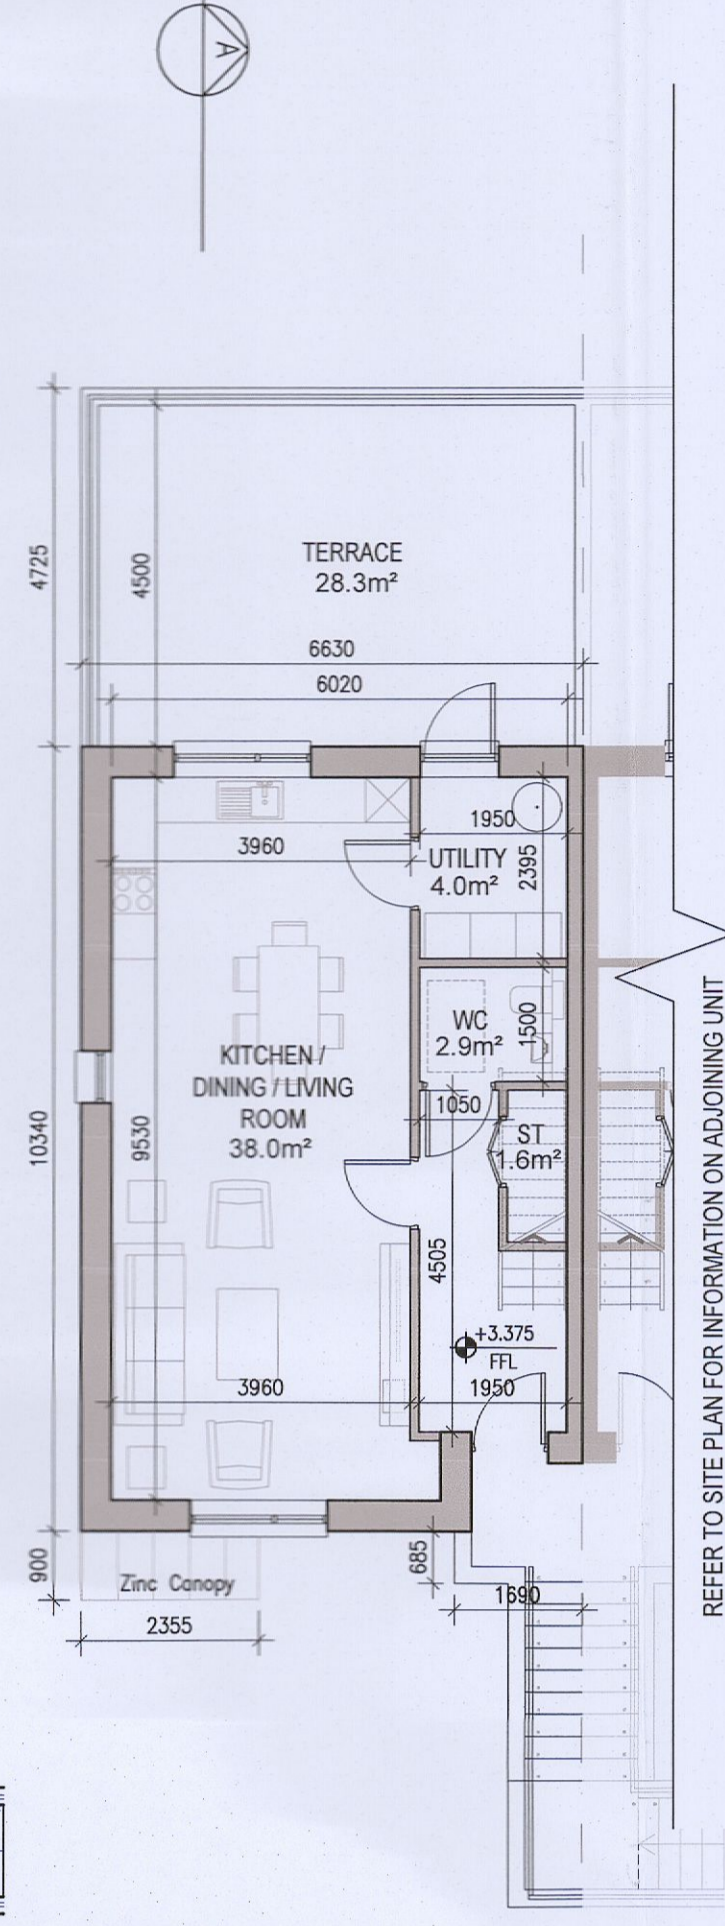 A
4725
4500
TERRACE
28.3m²
6630
6020
3960
1950
UTILITY
4.0m²
2395
WC
2.9m²
1500
KITCHEN /
DINING / LIVING
ROOM
38.0m²
1050
ST
1.6m²
10340
9530
4505
+3.375
FFL
3960
1950
900
Zinc Canopy
685
2355
1690
REFER TO SITE PLAN FOR INFORMATION ON ADJOINING UNIT